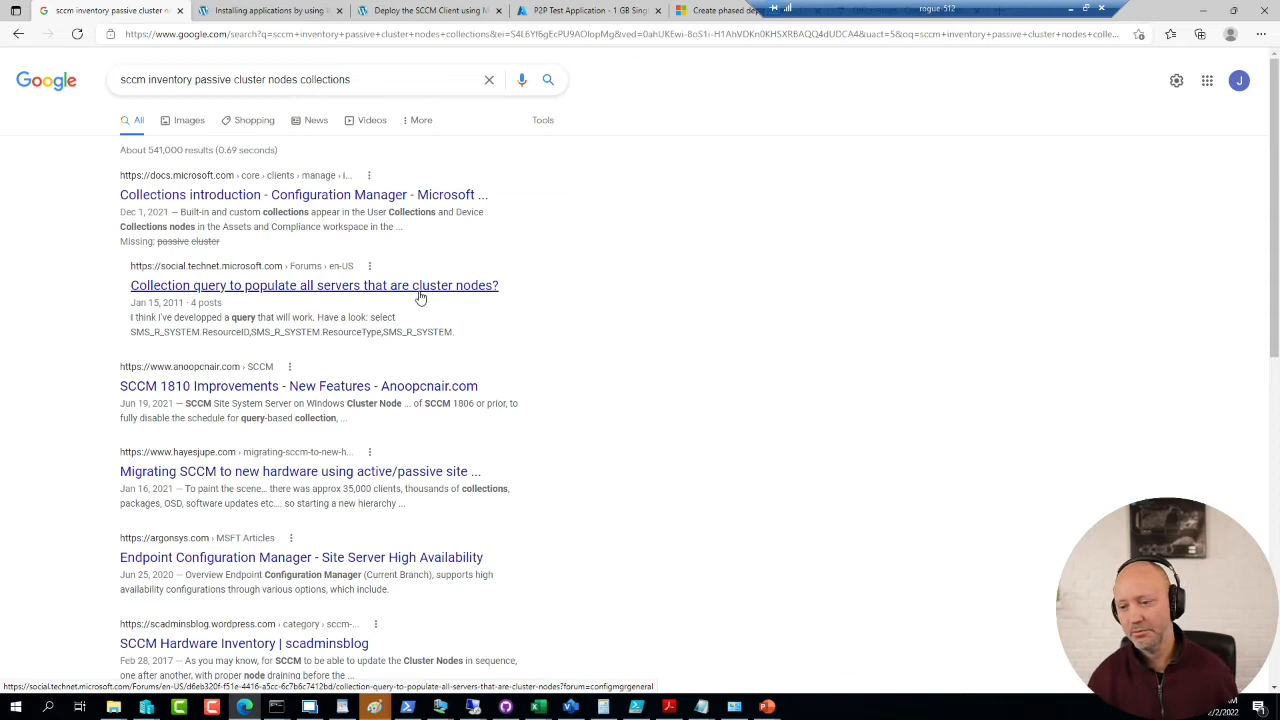 sccm inventory passive cluster n
Installing applications by using n
Deploy the SCCM Client using M
P2P Test Application - 1 GB Sing
Microsoft
rogue-512
https://www.google.com/search?q=sccm+inventory+passive+cluster+nodes+collections&ei=S4L6Yf6gEcPU9AOlopMg&ved=0ahUKEwi-8oS1i-H1AhVDKn0KHSXRBAQQ4dUDCA4&uact=5&oq=sccm+inventory+passive+cluster+nodes+colle...
Google
sccm inventory passive cluster nodes collections
J
All
Images
Shopping
News
Videos
More
Tools
About 541,000 results (0.69 seconds)
https://docs.microsoft.com › core › clients › manage › i...
Collections introduction - Configuration Manager - Microsoft ...
Dec 1, 2021 — Built-in and custom collections appear in the User Collections and Device
Collections nodes in the Assets and Compliance workspace in the ...
Missing: passive cluster
https://social.technet.microsoft.com › Forums › en-US
Collection query to populate all servers that are cluster nodes?
Jan 15, 2011 · 4 posts
I think I've developped a query that will work. Have a look: select
SMS_R_SYSTEM.ResourceID,SMS_R_SYSTEM.ResourceType,SMS_R_SYSTEM.
https://www.anoopcnair.com › SCCM
SCCM 1810 Improvements - New Features - Anoopcnair.com
Jun 19, 2021 — SCCM Site System Server on Windows Cluster Node ... of SCCM 1806 or prior, to
fully disable the schedule for query-based collection, ...
https://www.hayesjupe.com › migrating-sccm-to-new-h...
Migrating SCCM to new hardware using active/passive site ...
Jan 16, 2021 — To paint the scene... there was approx 35,000 clients, thousands of collections,
packages, OSD, software updates etc.... so starting a new hierarchy ...
https://argonsys.com › MSFT Articles
Endpoint Configuration Manager - Site Server High Availability
Jun 25, 2020 — Overview Endpoint Configuration Manager (Current Branch), supports high
availability configurations through various options, which include.
https://scadminsblog.wordpress.com › category › sccm-...
SCCM Hardware Inventory | scadminsblog
Feb 28, 2017 — As you may know, for SCCM to be able to update the Cluster Nodes in sequence,
one after another, with proper node draining before the ...
https://social.technet.microsoft.com/Forums/en-US/d6eb320f-f51e-4416-a5cc-6c7b6c7412bd/collection-query-to-populate-all-servers-that-are-cluster-nodes?forum=configmgrgeneral
AM
2/2/2022